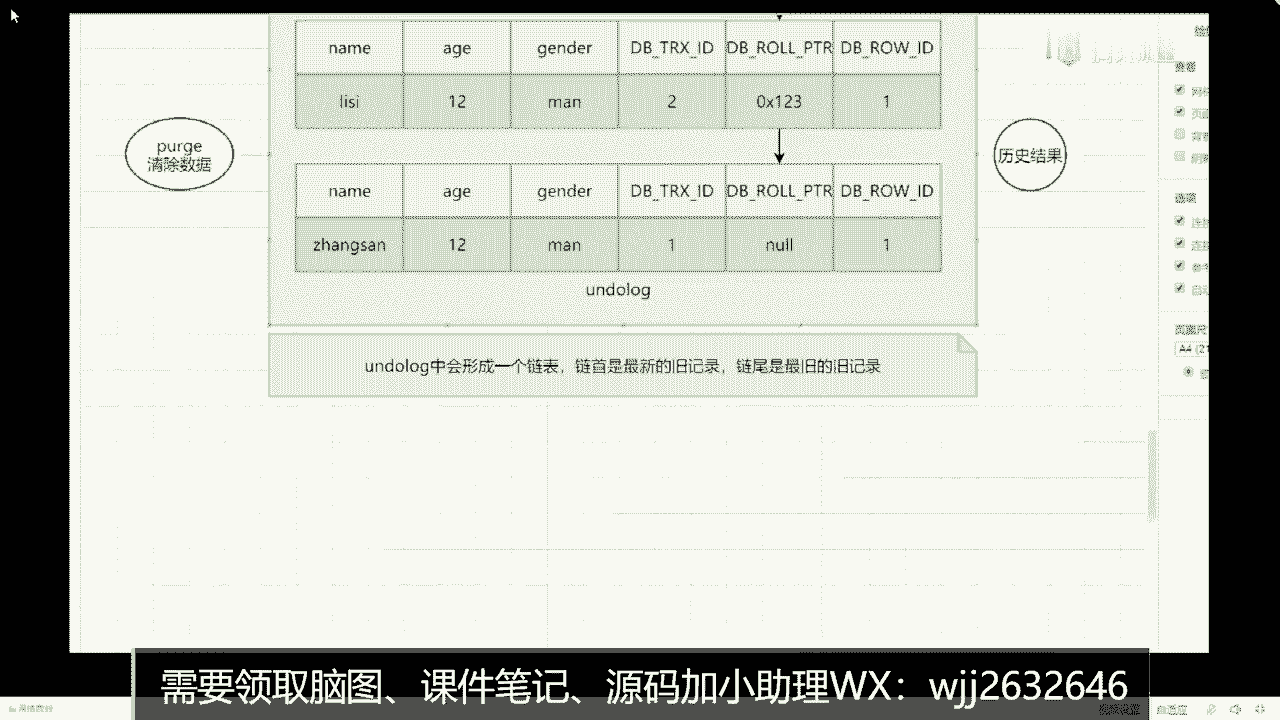 name age gender DB_TRX_ID DB_ROLL_PTR DB_ROW_ID
lisi 12 man 2 0x123 1
purge
清除数据
历史结果
name age gender DB_TRX_ID DB_ROLL_PTR DB_ROW_ID
zhangsan 12 man 1 null 1
undolog
undolog中会形成一个链表，链首是最新的旧记录，链尾是最旧的旧记录
选项
A4 (21
需要领取脑图、课件笔记、源码加小助理WX：wjj2632646